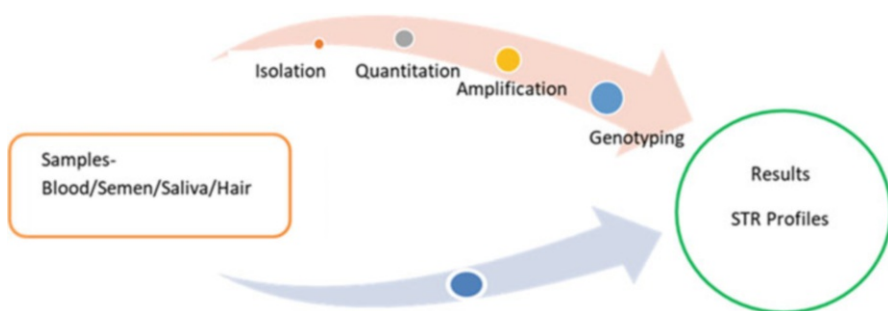 Isolation
Quantitation
Amplification
Genotyping
Samples-
Blood/Semen/Saliva/Hair
Results
STR Profiles